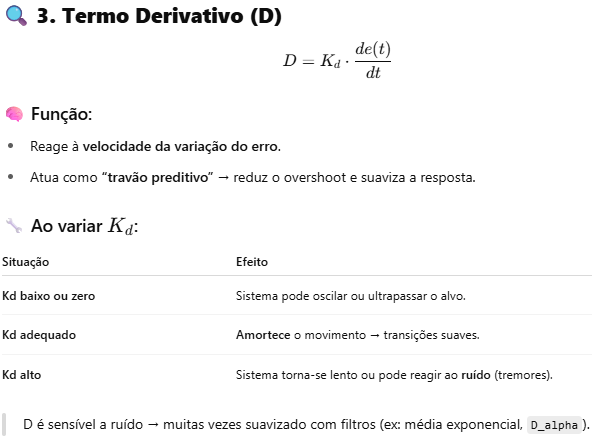 🔍 3. Termo Derivativo (D)
D = K_d · de(t)/dt
🧠 Função:
• Reage à velocidade da variação do erro.
• Atua como “travão preditivo” → reduz o overshoot e suaviza a resposta.
🔧 Ao variar K_d:
Situação Efeito
Kd baixo ou zero Sistema pode oscilar ou ultrapassar o alvo.
Kd adequado Amortece o movimento → transições suaves.
Kd alto Sistema torna-se lento ou pode reagir ao ruído (tremores).
D é sensível a ruído → muitas vezes suavizado com filtros (ex: média exponencial, D_alpha).